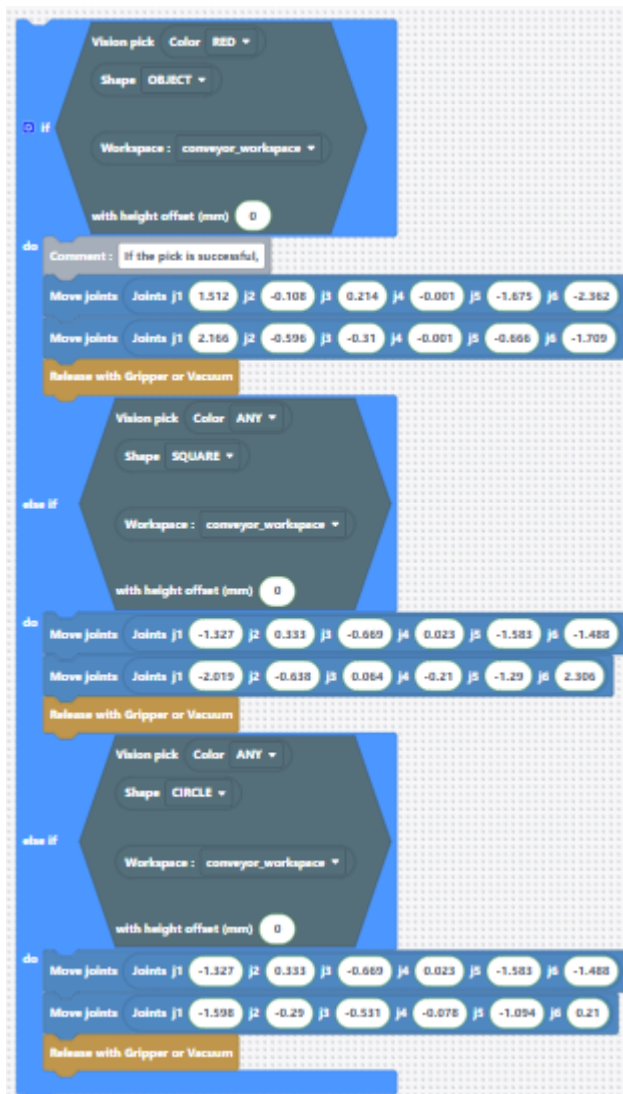 Vision pick Color RED
Shape OBJECT
if
Workspace : conveyor_workspace
with height offset (mm) 0
do
Comment : If the pick is successful,
Move joints Joints j1 1.512 j2 -0.108 j3 0.214 j4 -0.001 j5 -1.675 j6 -2.362
Move joints Joints j1 2.166 j2 -0.596 j3 -0.31 j4 -0.001 j5 -0.666 j6 -1.709
Release with Gripper or Vacuum
Vision pick Color ANY
Shape SQUARE
else if
Workspace : conveyor_workspace
with height offset (mm) 0
do
Move joints Joints j1 -1.327 j2 0.333 j3 -0.669 j4 0.023 j5 -1.583 j6 -1.488
Move joints Joints j1 -2.019 j2 -0.638 j3 0.064 j4 -0.21 j5 -1.29 j6 2.306
Release with Gripper or Vacuum
Vision pick Color ANY
Shape CIRCLE
else if
Workspace : conveyor_workspace
with height offset (mm) 0
do
Move joints Joints j1 -1.327 j2 0.333 j3 -0.669 j4 0.023 j5 -1.583 j6 -1.488
Move joints Joints j1 -1.598 j2 -0.29 j3 -0.531 j4 -0.078 j5 -1.094 j6 0.21
Release with Gripper or Vacuum